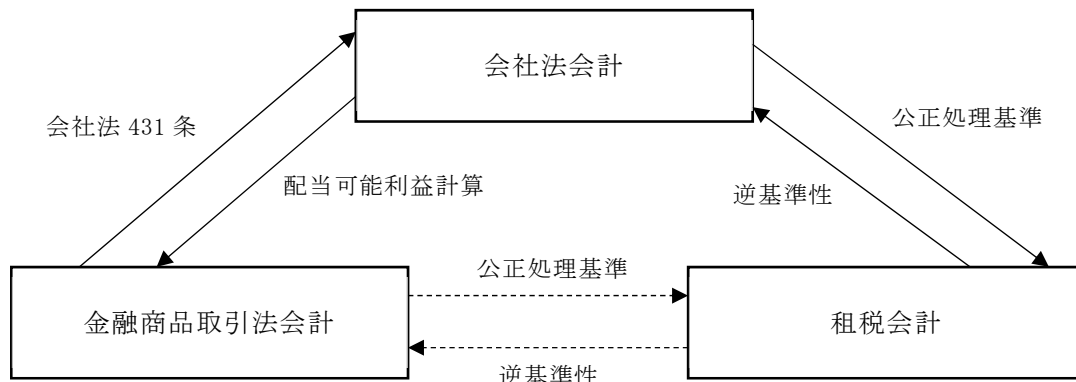 会社法会計
会社法 431 条
公正処理基準
配当可能利益計算
逆基準性
公正処理基準
金融商品取引法会計
租税会計
逆基準性